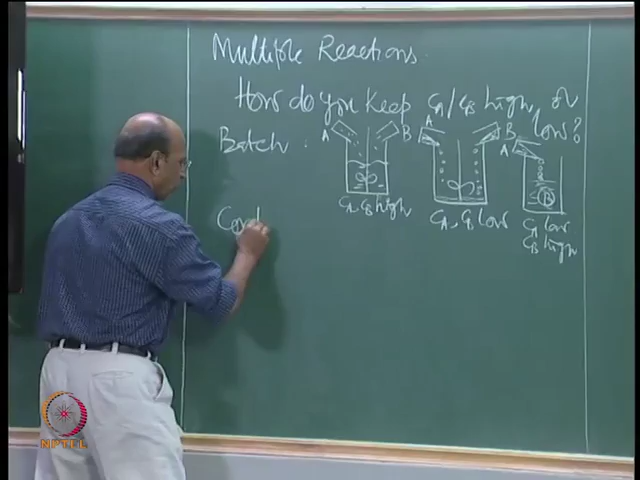 Multiple Reactions.
How do you keep CA/CB high, or low?
Batch :
A B
A B
A
B
CA, CB high
CA, CB low
CA low
CB high
Cont
NPTEL